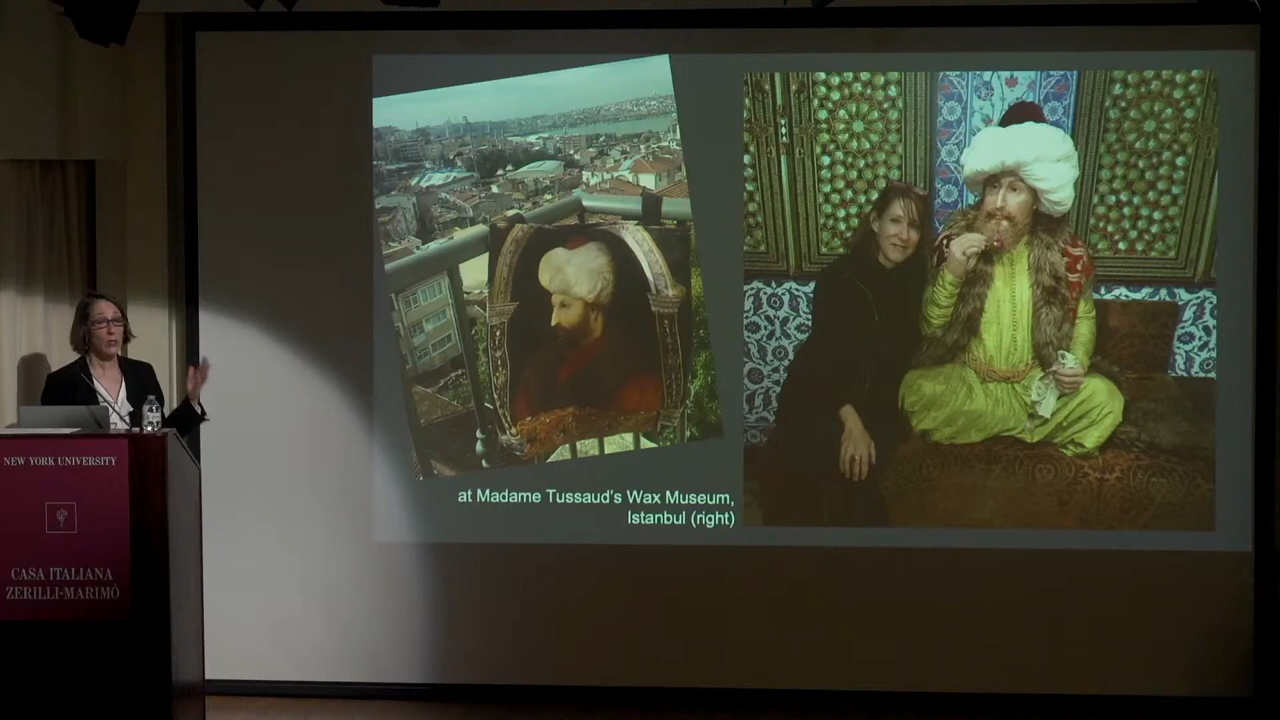 at Madame Tussaud's Wax Museum,
Istanbul (right)
NEW YORK UNIVERSITY
CASA ITALIANA
ZERILLI-MARIMÒ